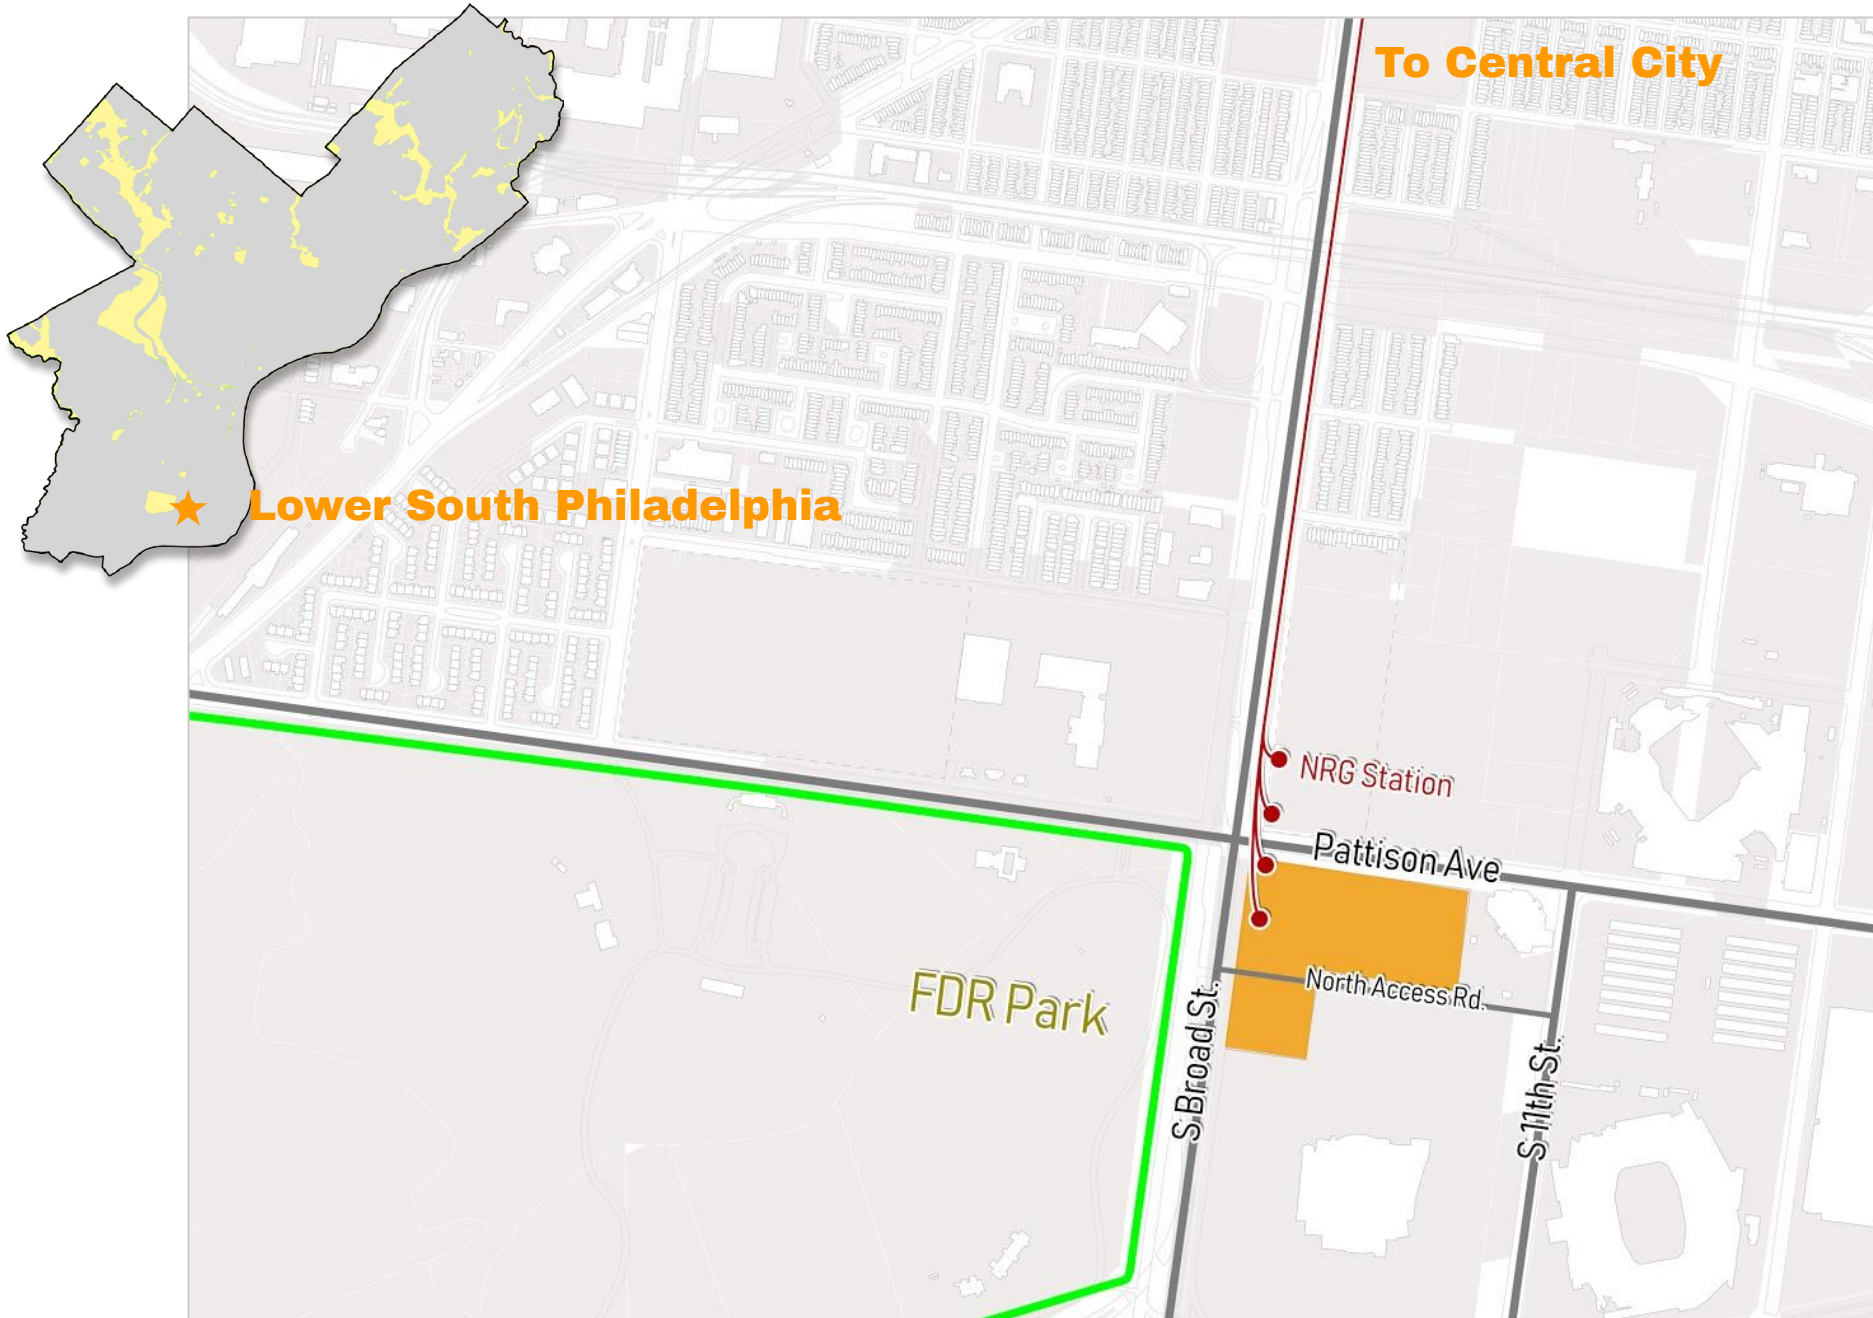 To Central City
Lower South Philadelphia
NRG Station
Pattison Ave
FDR Park
North Access Rd.
S Broad St.
S 11th St.